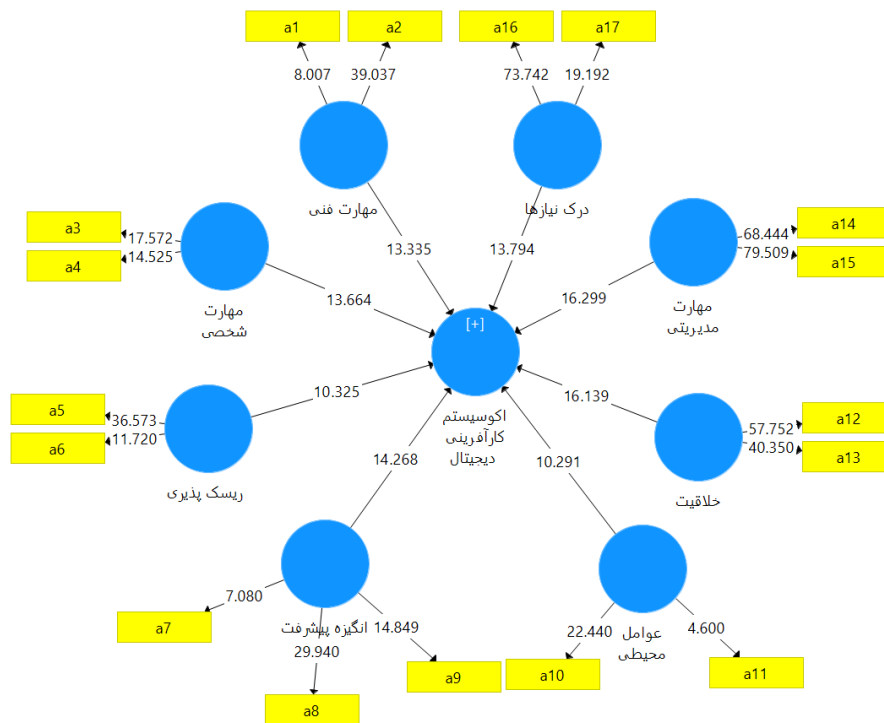 a1
a2
a16
a17
8.007
39.037
73.742
19.192
مهارت فنی
درک نیازها
a3
17.572
a4
14.525
a14
68.444
a15
79.509
13.335
13.794
مهارت
شخصی
13.664
16.299
مهارت
مدیریتی
[+]
اکوسیستم
کارآفرینی
دیجیتال
a5
36.573
a6
11.720
10.325
16.139
a12
57.752
a13
40.350
ریسک پذیری
خلاقیت
14.268
10.291
a7
7.080
انگیزه پیشرفت
14.849
29.940
a8
a9
عوامل
محیطی
22.440
4.600
a10
a11